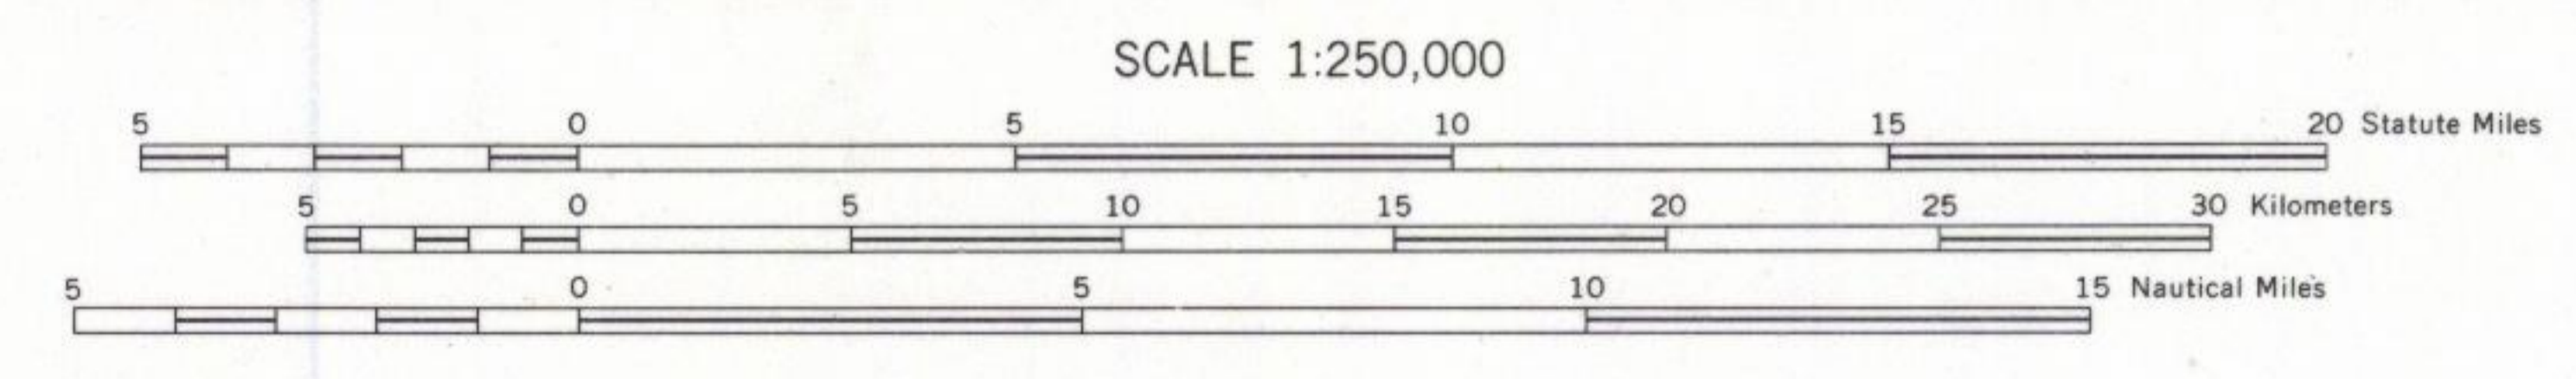 SCALE 1:250,000
5 0 5 10 15 20 Statute Miles
5 0 5 10 15 20 25 30 Kilometers
5 0 5 10 15 Nautical Miles